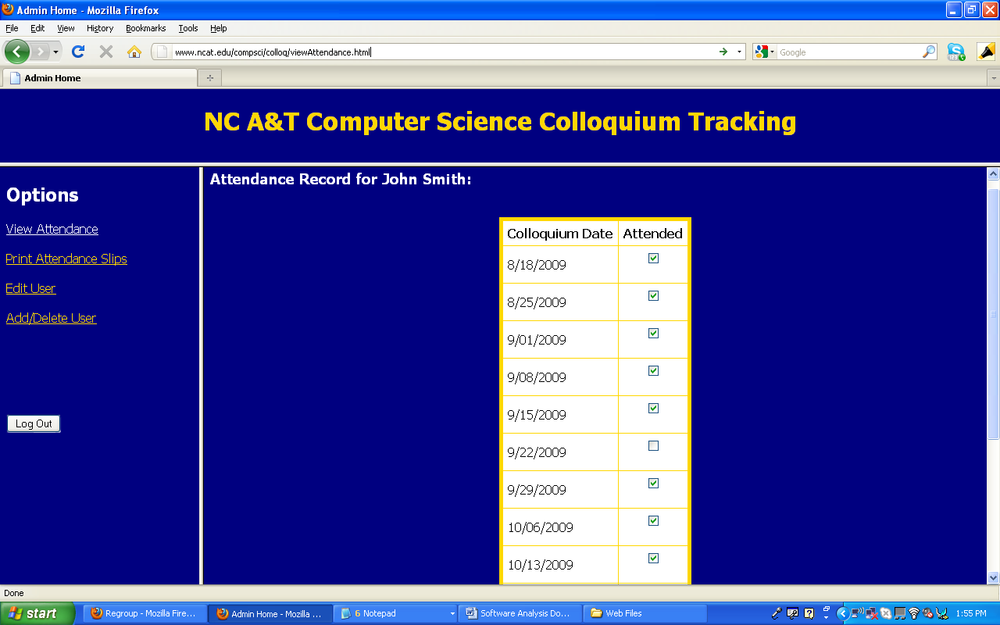 Admin Home - Mozilla Firefox
File Edit View History Bookmarks Tools Help
www.ncat.edu/compsci/colloq/viewAttendance.html
Google
Admin Home
NC A&T Computer Science Colloquium Tracking
Options
View Attendance
Print Attendance Slips
Edit User
Add/Delete User
Log Out
Attendance Record for John Smith:
Colloquium Date Attended
8/18/2009
8/25/2009
9/01/2009
9/08/2009
9/15/2009
9/22/2009
9/29/2009
10/06/2009
10/13/2009
Done
start Regroup - Mozilla Fire... Admin Home - Mozilla ... 6 Notepad Software Analysis Do... Web Files 1:55 PM